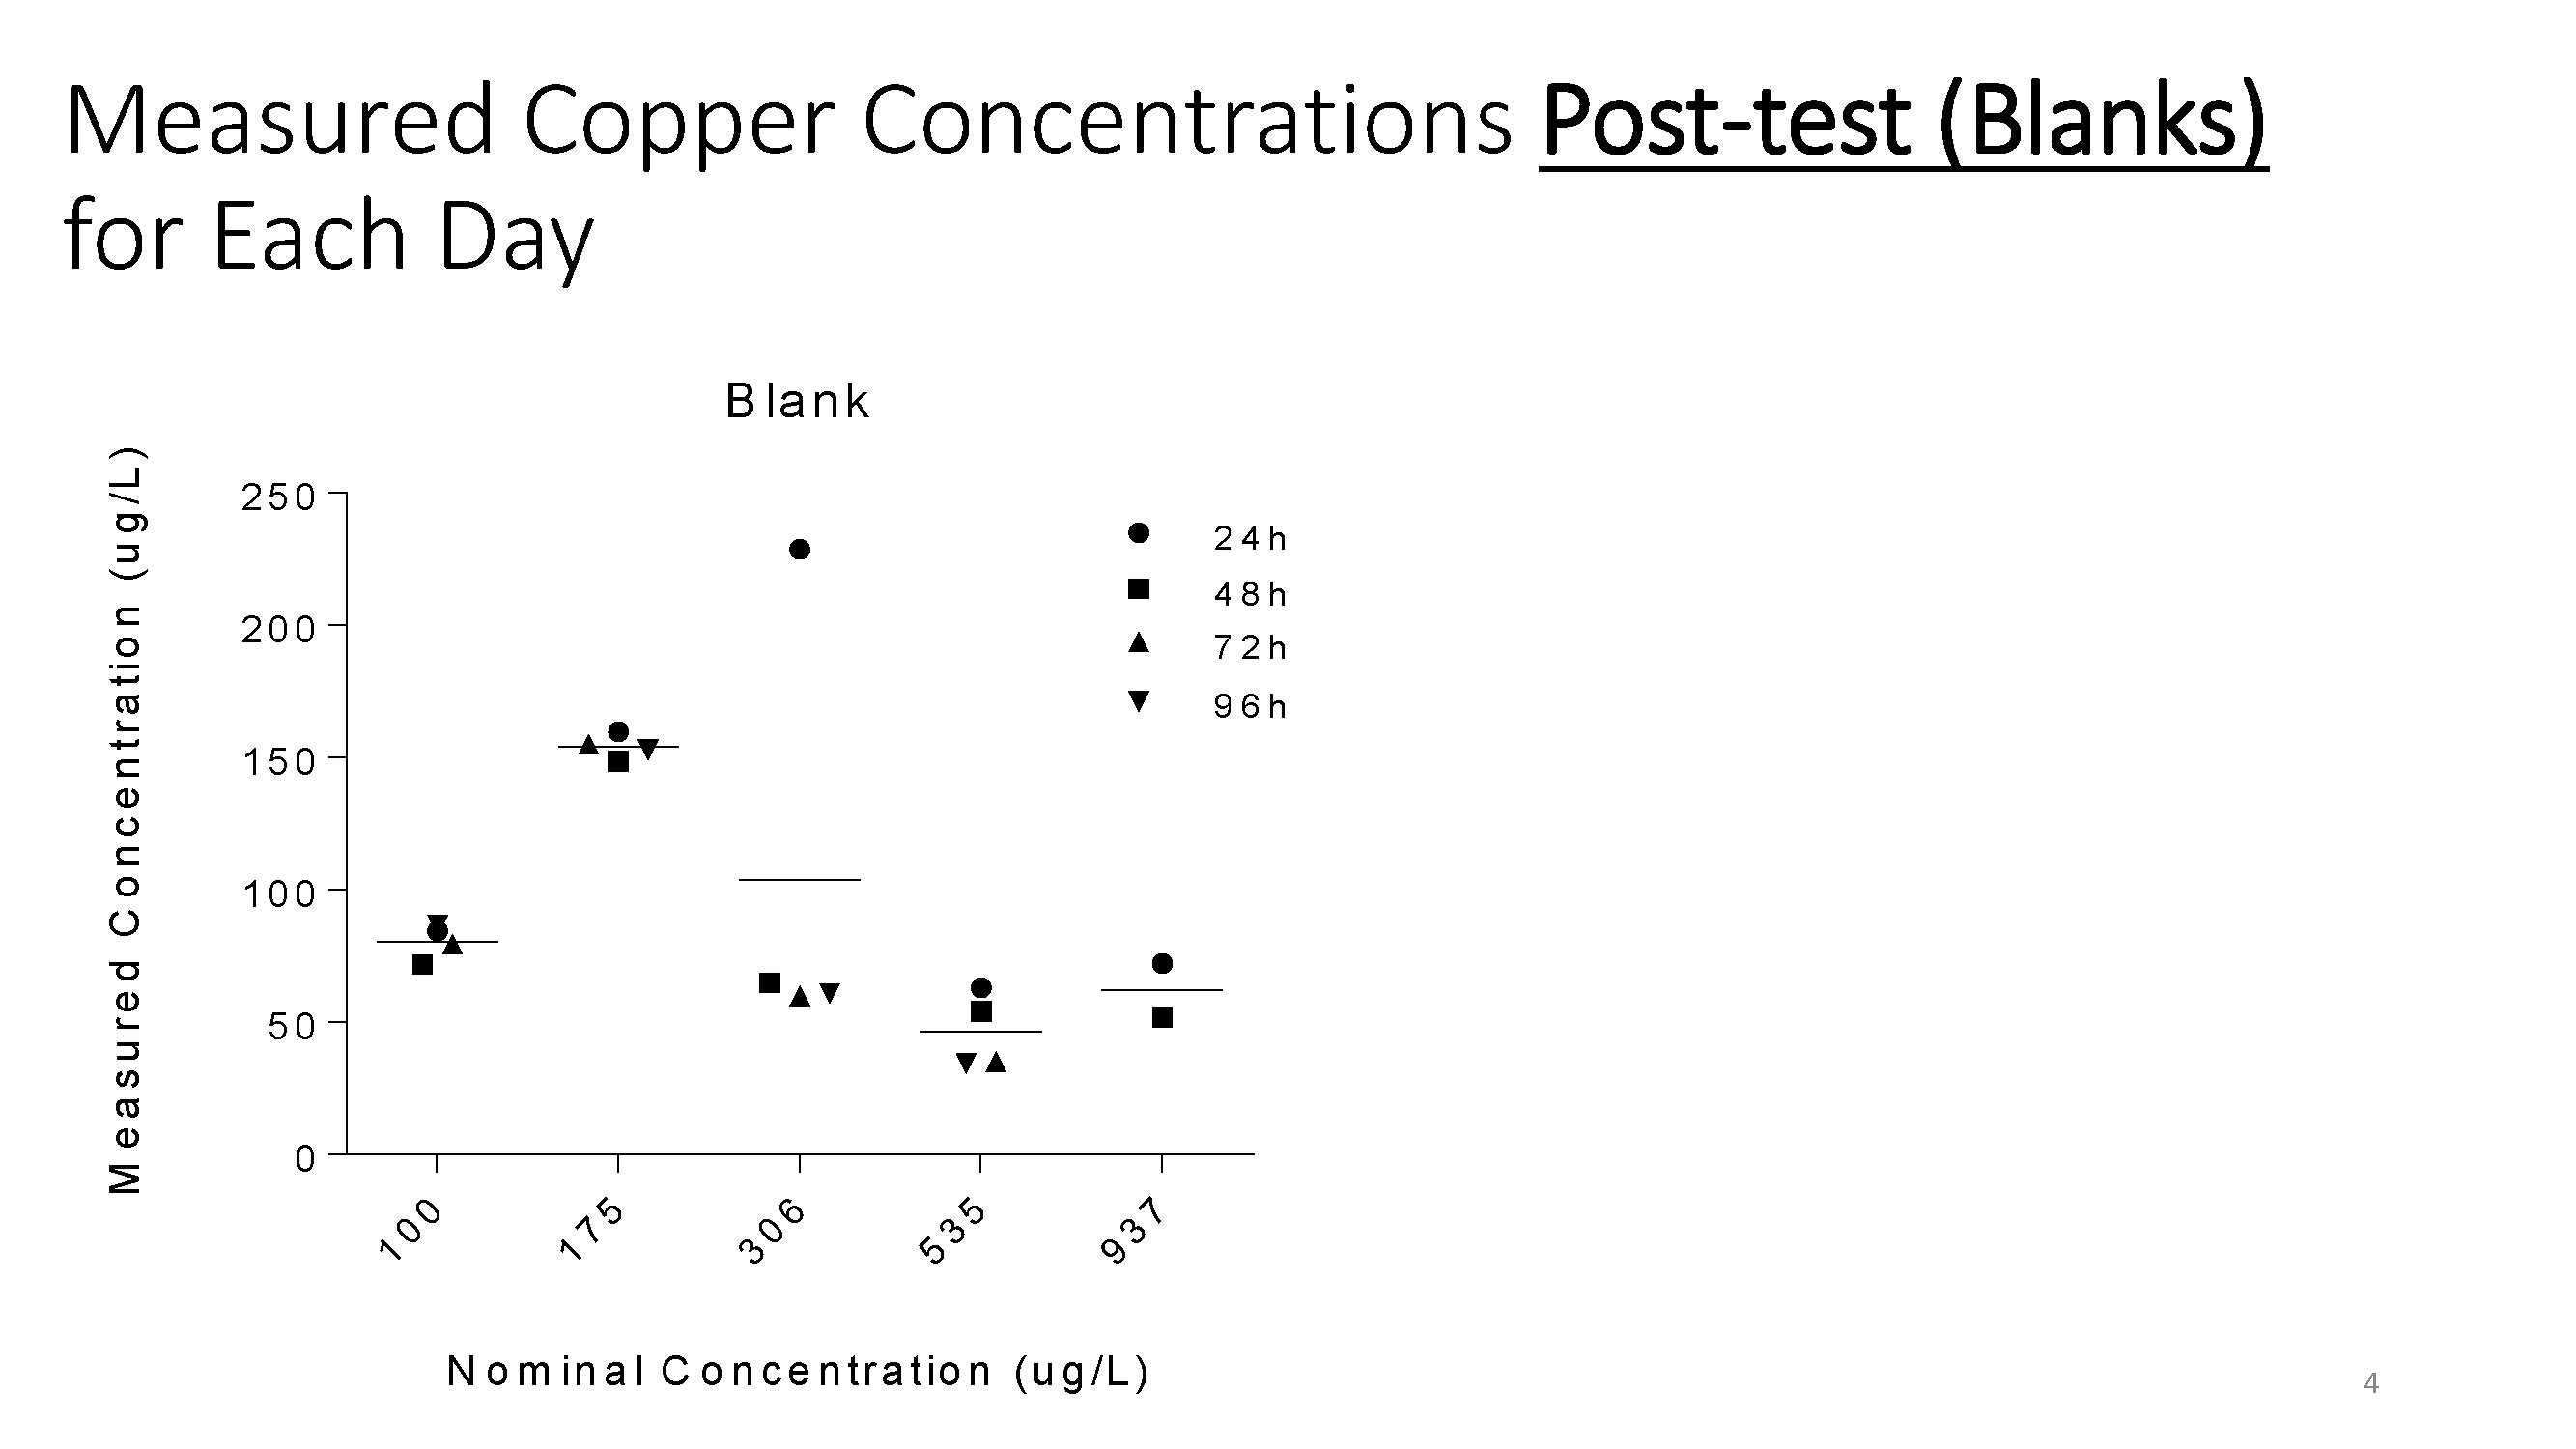 Measured Copper Concentrations Post-test (Blanks)
for Each Day
Blank
Measured Concentration (ug/L)
250
200
150
100
50
0
24h
48h
72h
96h
100
175
306
535
937
Nominal Concentration (ug/L)
4